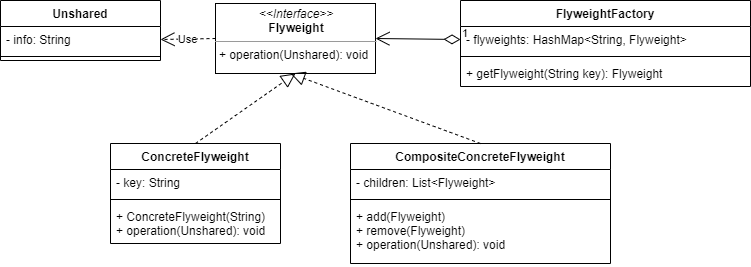 Unshared
- info: String
Use
<<Interface>>
Flyweight
+ operation(Unshared): void
FlyweightFactory
1
- flyweights: HashMap<String, Flyweight>
+ getFlyweight(String key): Flyweight
ConcreteFlyweight
- key: String
+ ConcreteFlyweight(String)
+ operation(Unshared): void
CompositeConcreteFlyweight
- children: List<Flyweight>
+ add(Flyweight)
+ remove(Flyweight)
+ operation(Unshared): void